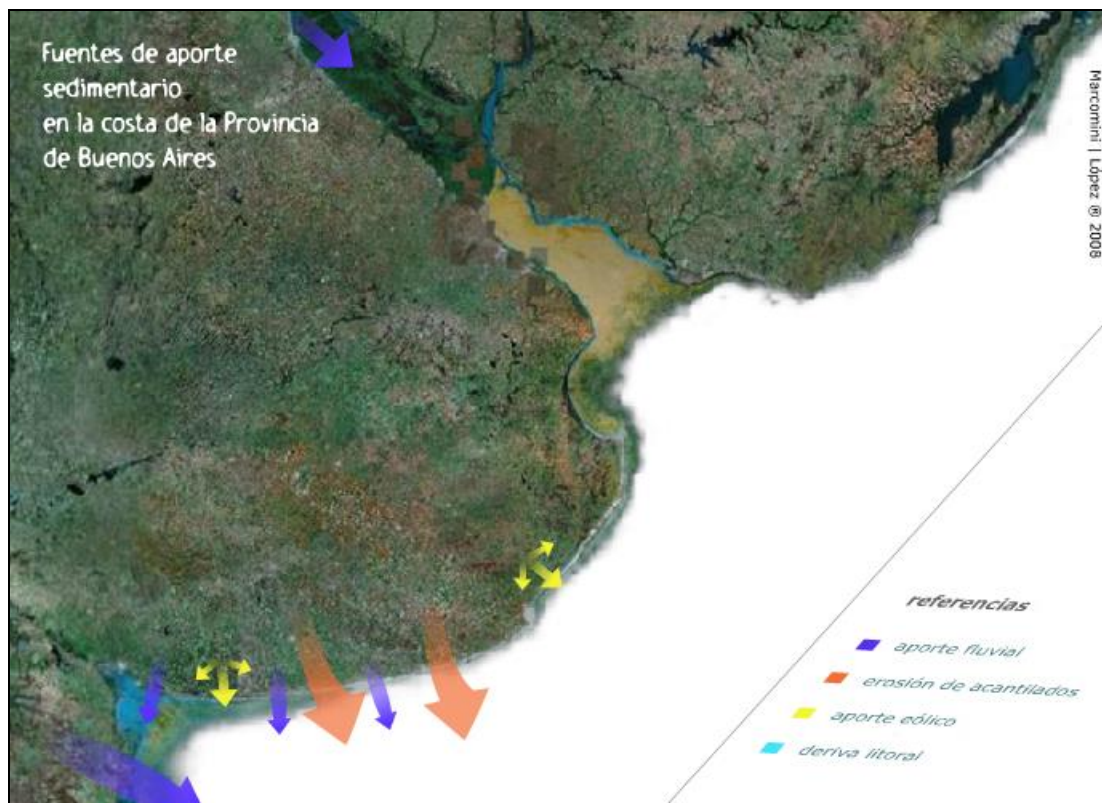 Fuentes de aporte
sedimentario
en la costa de la Provincia
de Buenos Aires
Marcomini | López ® 2008
referencias
aporte fluvial
erosión de acantilados
aporte eólico
deriva litoral